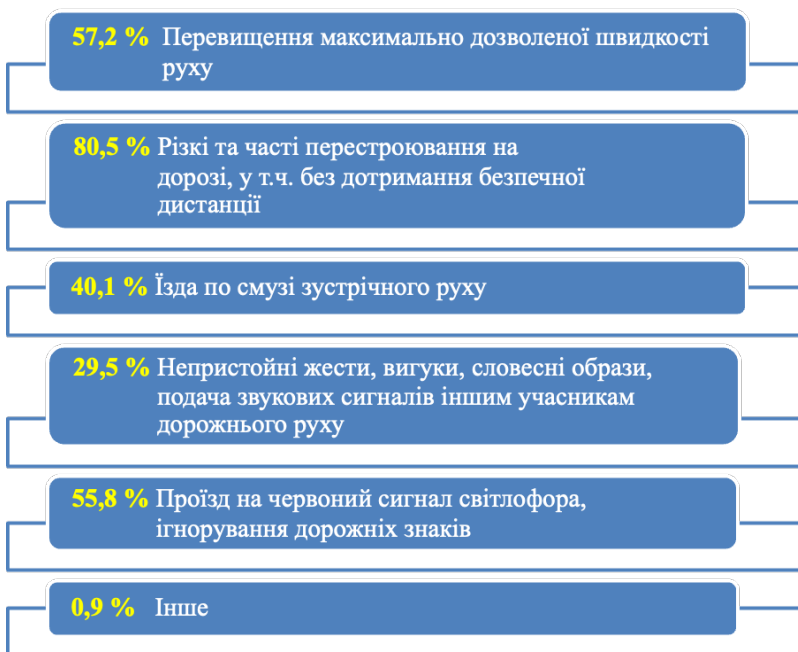 57,2 % Перевищення максимально дозволеної швидкості
руху
80,5 % Різкі та часті перестроювання на
дорозі, у т.ч. без дотримання безпечної
дистанції
40,1 % Їзда по смузі зустрічного руху
29,5 % Непристойні жести, вигуки, словесні образи,
подача звукових сигналів іншим учасникам
дорожнього руху
55,8 % Проїзд на червоний сигнал світлофора,
ігнорування дорожніх знаків
0,9 % Інше